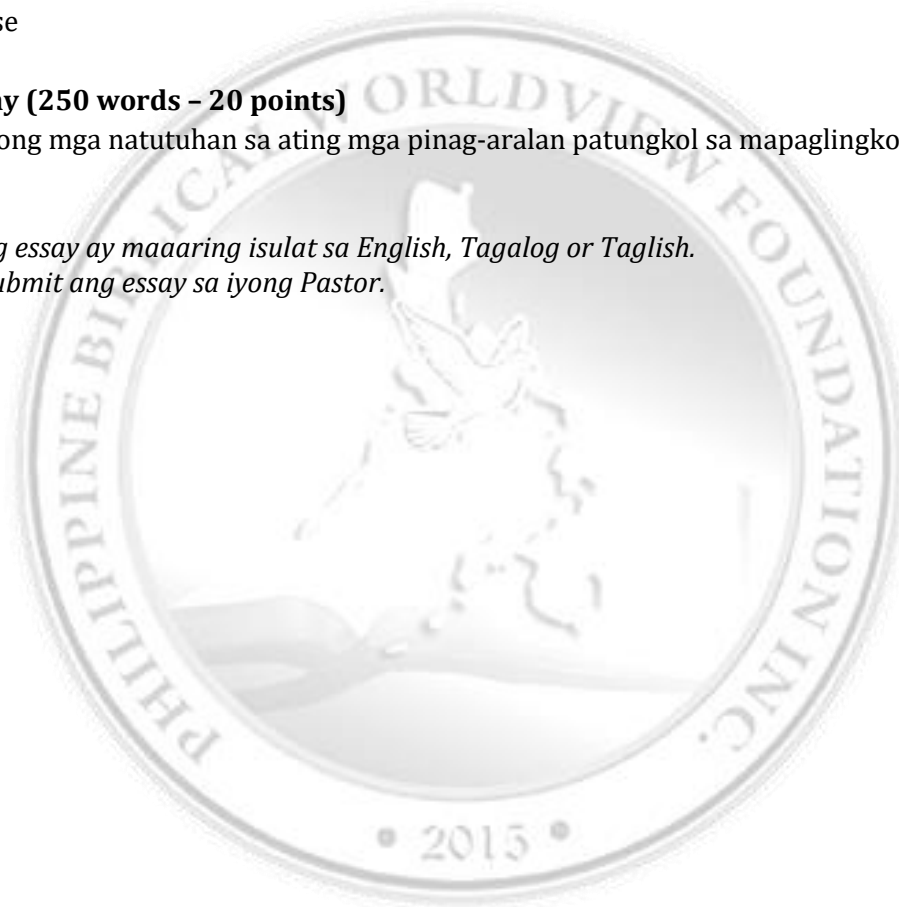 se
ay (250 words – 20 points)
ong mga natutuhan sa ating mga pinag-aralan patungkol sa mapaglingko
g essay ay maaaring isulat sa English, Tagalog or Taglish.
ubmit ang essay sa iyong Pastor.
PHILIPPINE BIBLICAL WORLDVIEW FOUNDATION INC.
• 2015 •